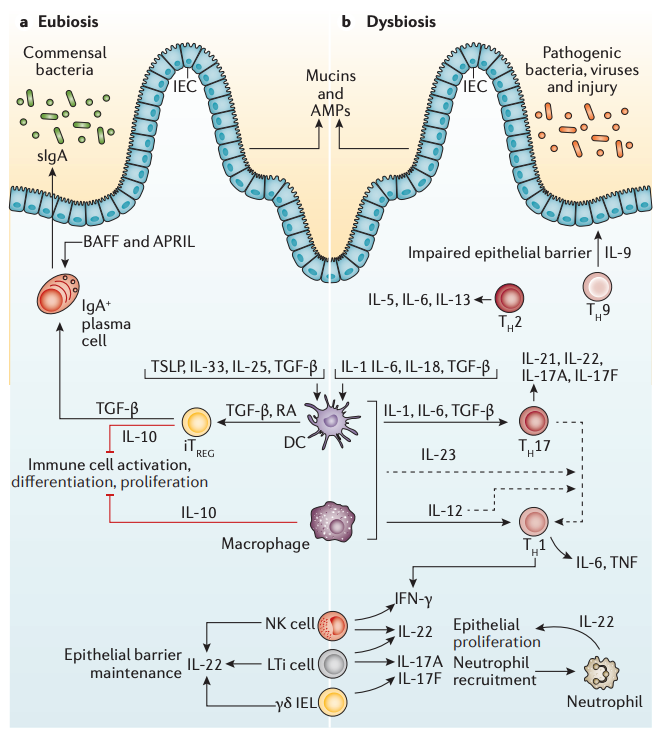 a Eubiosis
b Dysbiosis
Commensal
bacteria
IEC
Mucins
and
AMPs
IEC
Pathogenic
bacteria, viruses
and injury
sIgA
BAFF and APRIL
IgA+
plasma
cell
Impaired epithelial barrier
IL-9
IL-5, IL-6, IL-13
TH2
TH9
TSLP, IL-33, IL-25, TGF-β
IL-1 IL-6, IL-18, TGF-β
IL-21, IL-22,
IL-17A, IL-17F
TGF-β
IL-10
iTREG
TGF-β, RA
DC
IL-1, IL-6, TGF-β
TH17
Immune cell activation,
differentiation, proliferation
IL-23
IL-10
Macrophage
IL-12
TH1
IL-6, TNF
IFN-γ
NK cell
IL-22
Epithelial barrier
maintenance
IL-22
LTi cell
IL-17A
IL-17F
γδ IEL
Epithelial
proliferation
IL-22
Neutrophil
recruitment
Neutrophil